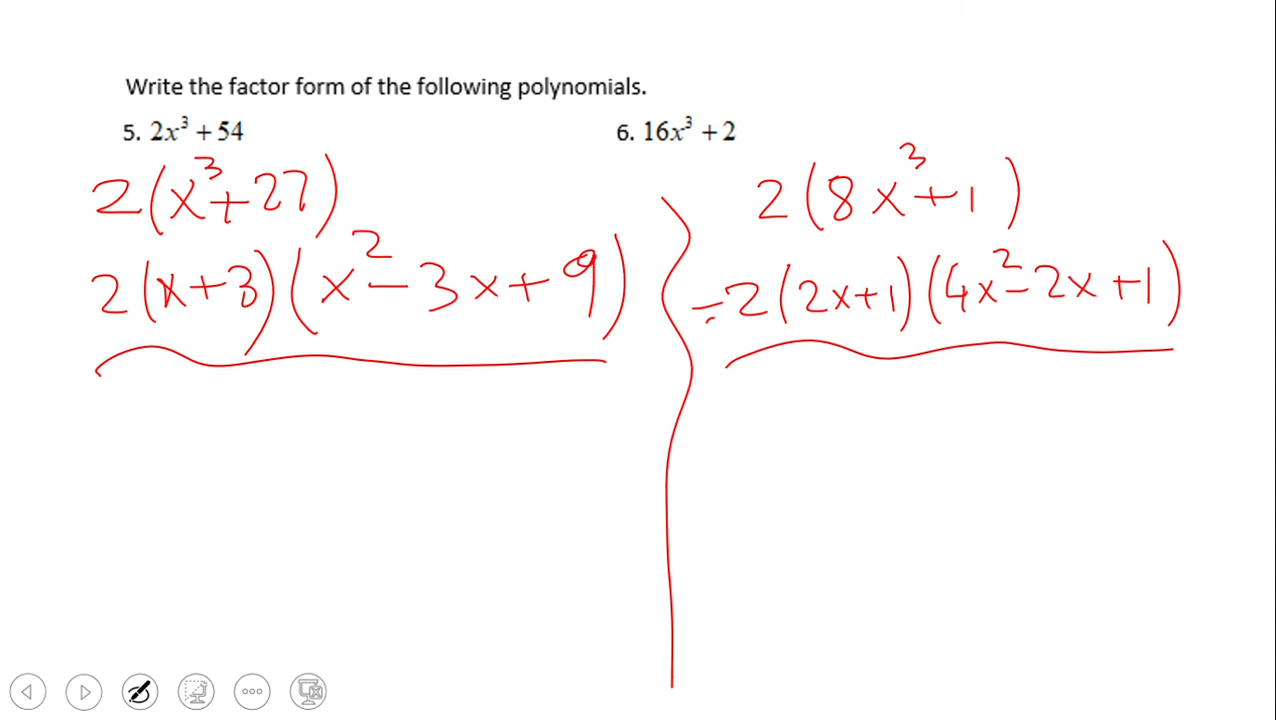 Write the factor form of the following polynomials.
5. 2x³ + 54
2(x³+27)
2(x+3)(x²-3x+9)
6. 16x³ + 2
2(8x³+1)
=2(2x+1)(4x²-2x+1)